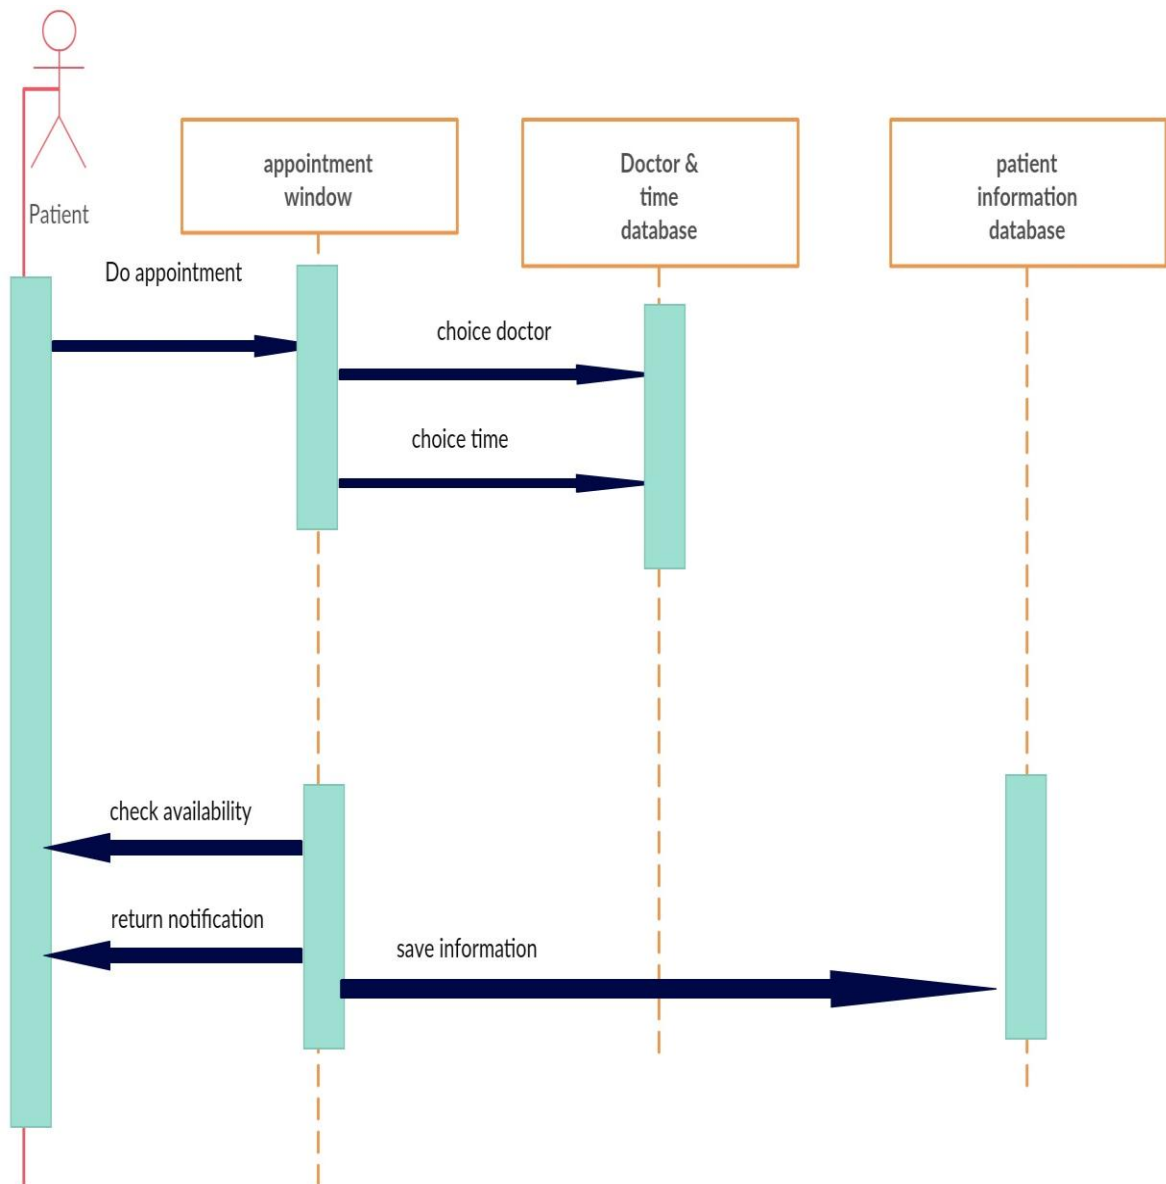 Patient
appointment
window
Doctor &
time
database
patient
information
database
Do appointment
choice doctor
choice time
check availability
return notification
save information